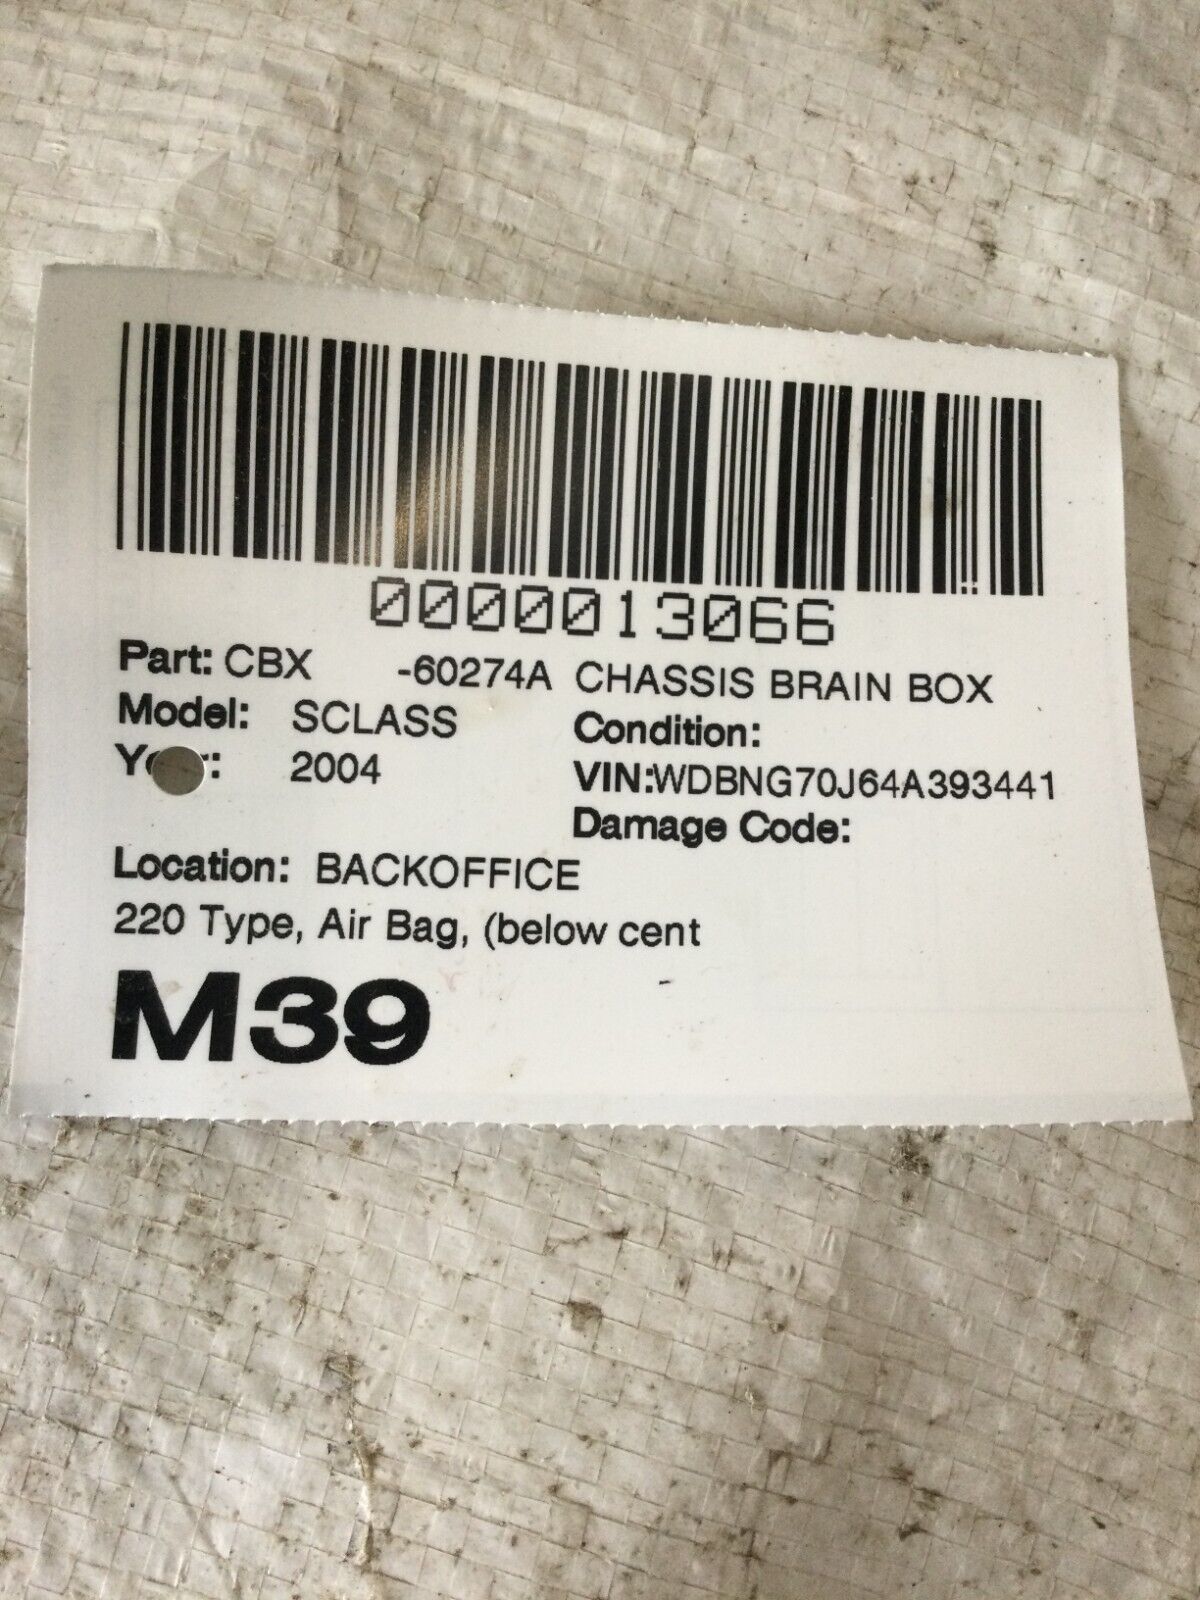 0000013066
Part: CBX -60274A CHASSIS BRAIN BOX
Model: SCLASS Condition:
2004 VIN:WDBNG70J64A393441
Damage Code:
Location: BACKOFFICE
220 Type, Air Bag, (below cent
M39